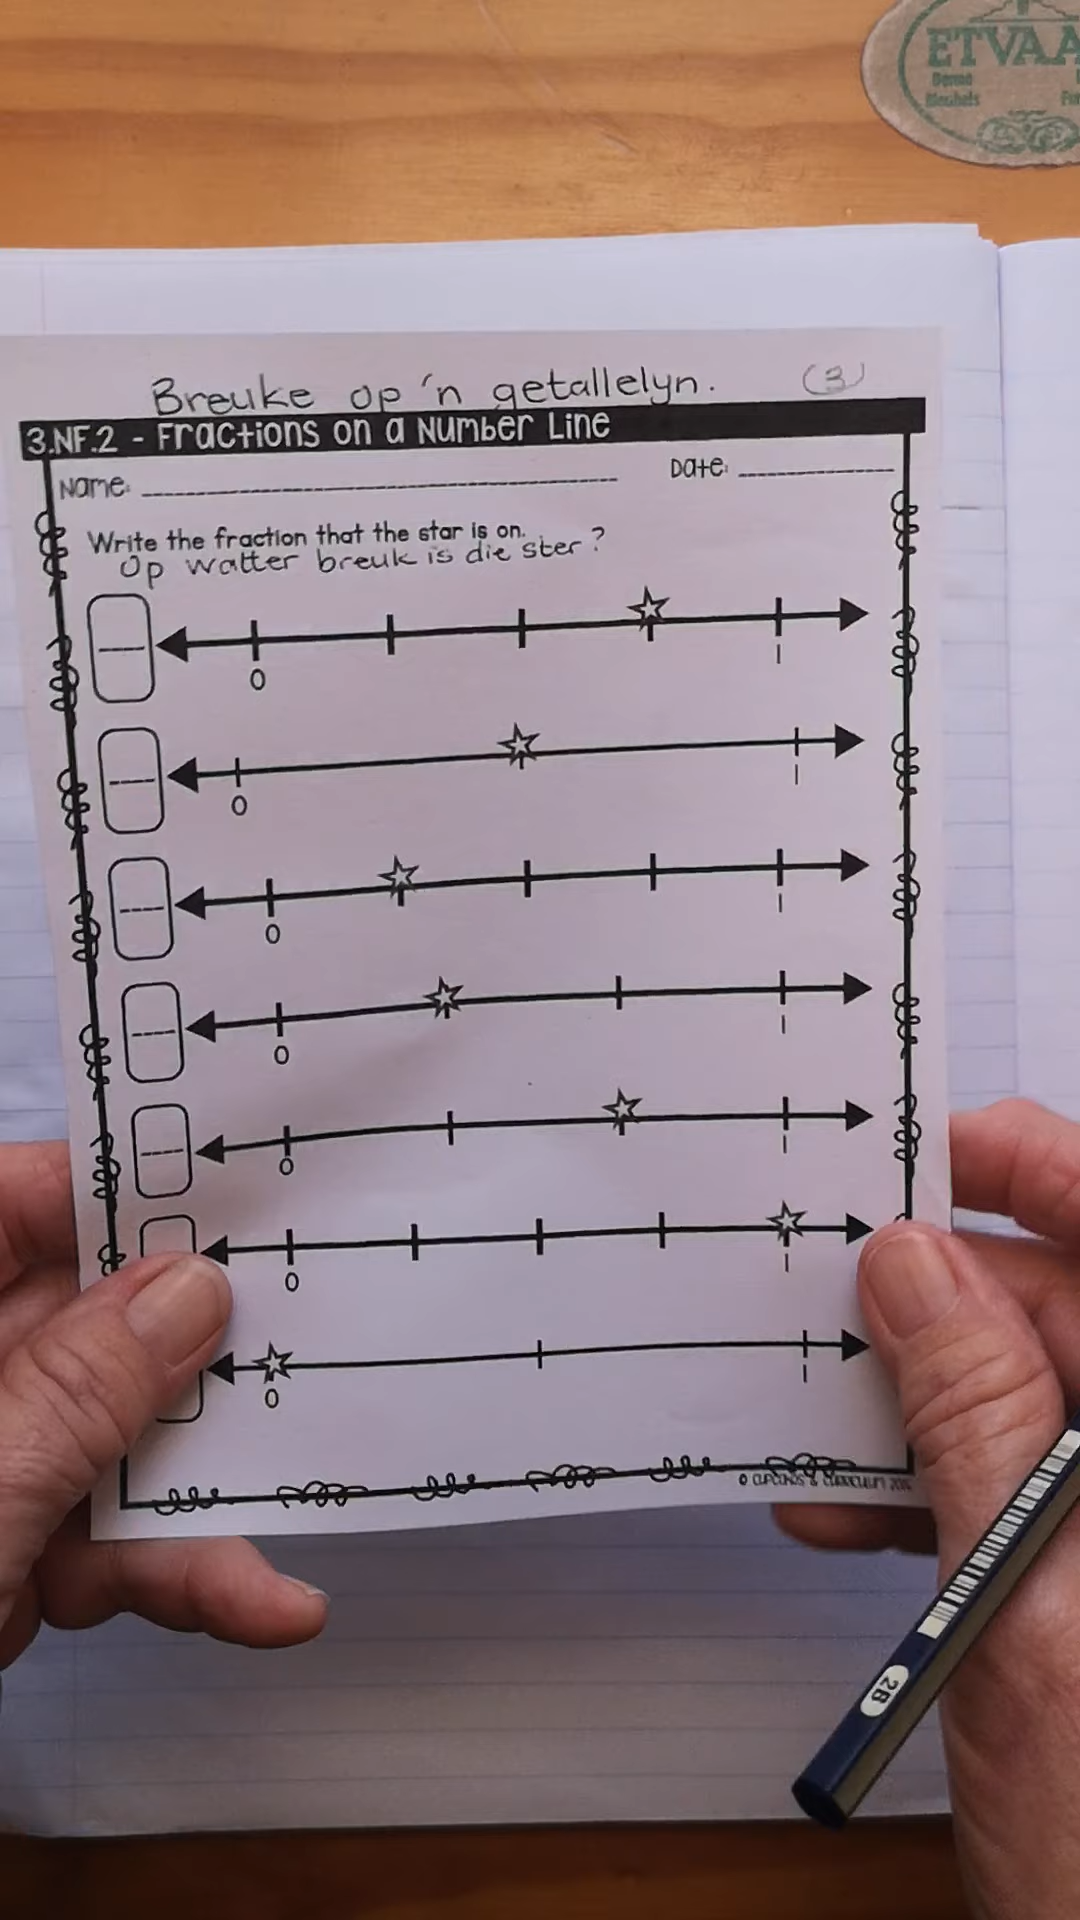 ETVAA
Breuke op 'n getallelyn. (3)
3.NF.2 - Fractions on a Number Line
Name:
Date:
Write the fraction that the star is on.
Op watter breuk is die ster?
0 1
0 1
0 1
0 1
0 1
0 1
0 1
2B